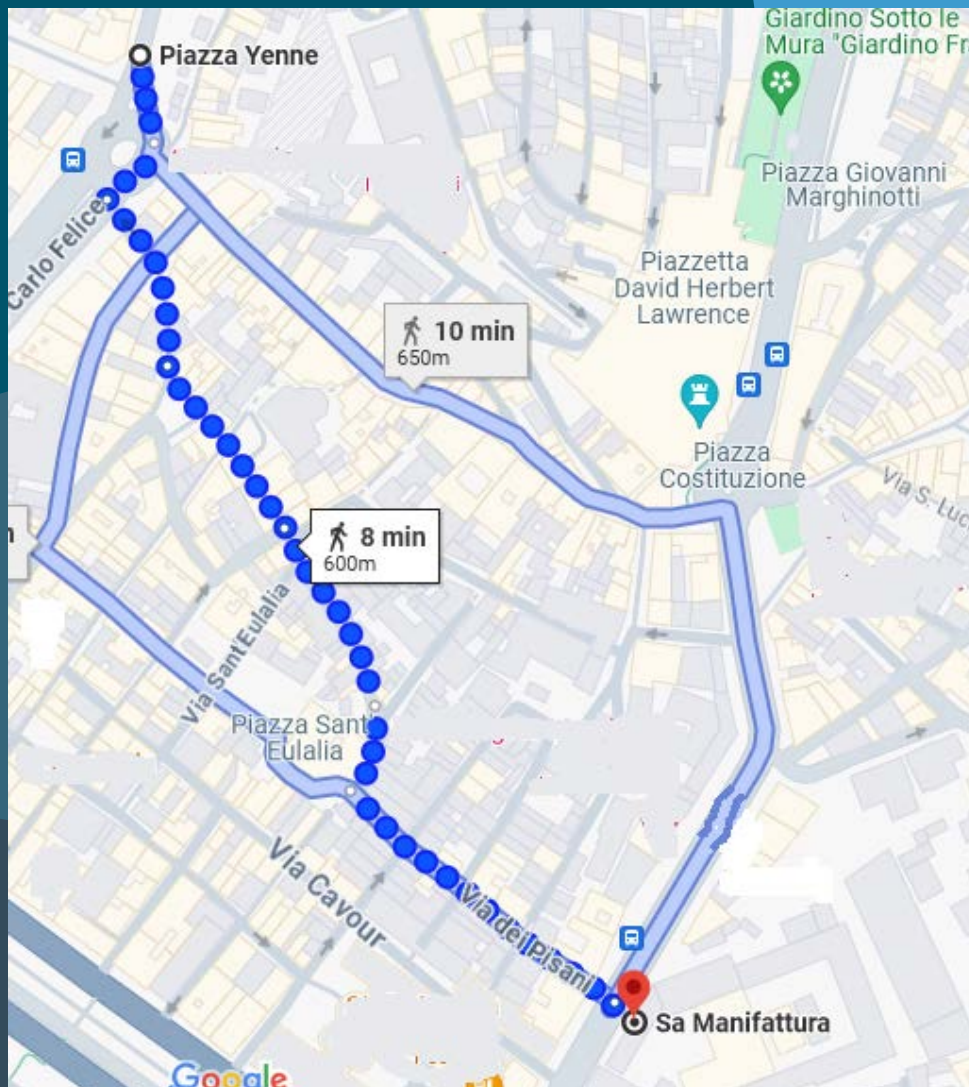 Giardino Sotto le
Mura "Giardino Fr
Piazza Yenne
Piazza Giovanni
Marghinotti
Carlo Felice
Piazzetta
David Herbert
Lawrence
10 min
650m
Piazza
Costituzione
Via S. Luc
8 min
600m
Via Sant'Eulalia
Piazza Sant'
Eulalia
Via Cavour
Via dei Pisani
Sa Manifattura
Google